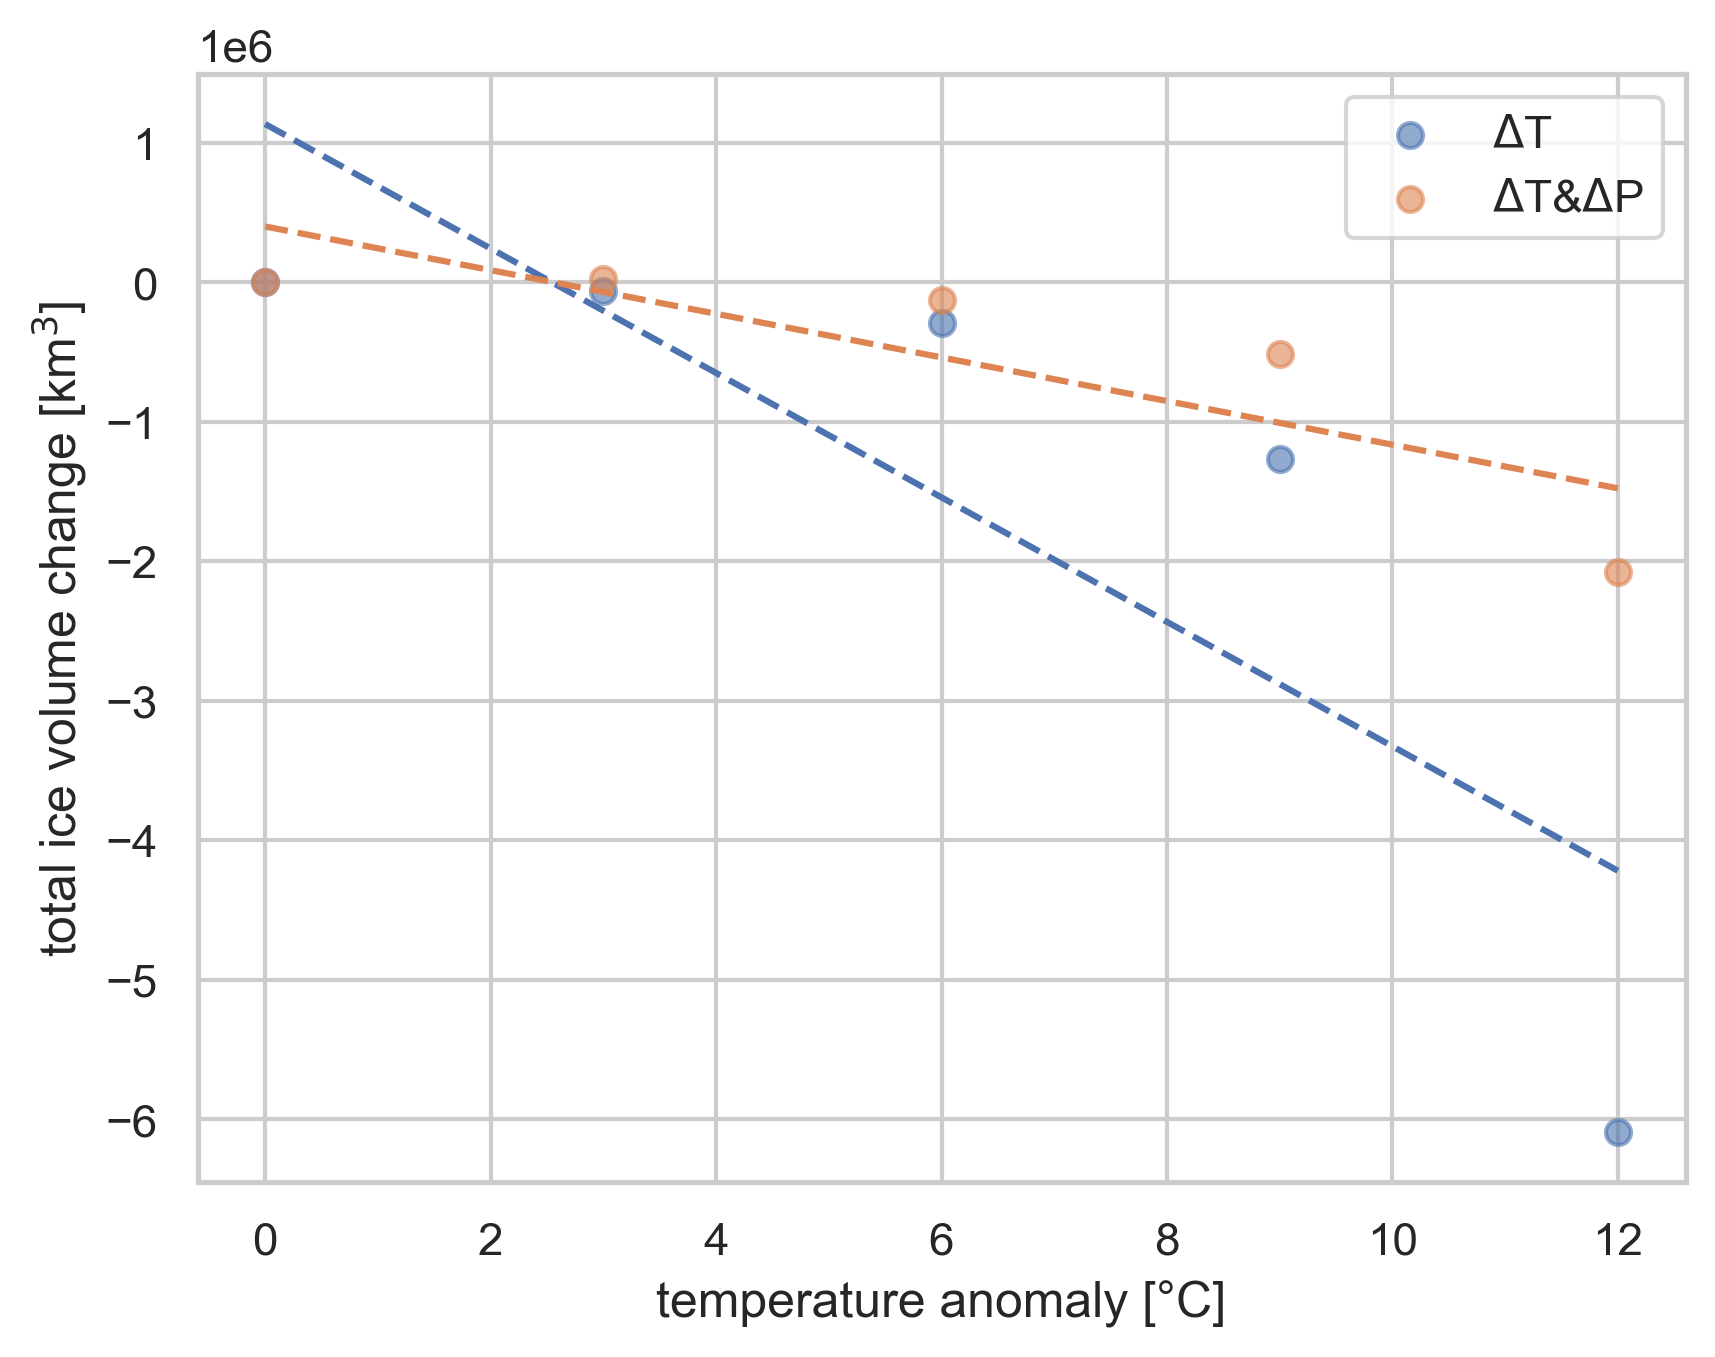 1e6
ΔT
ΔT&ΔP
1
0
−1
−2
−3
−4
−5
−6
total ice volume change [km³]
0 2 4 6 8 10 12
temperature anomaly [°C]